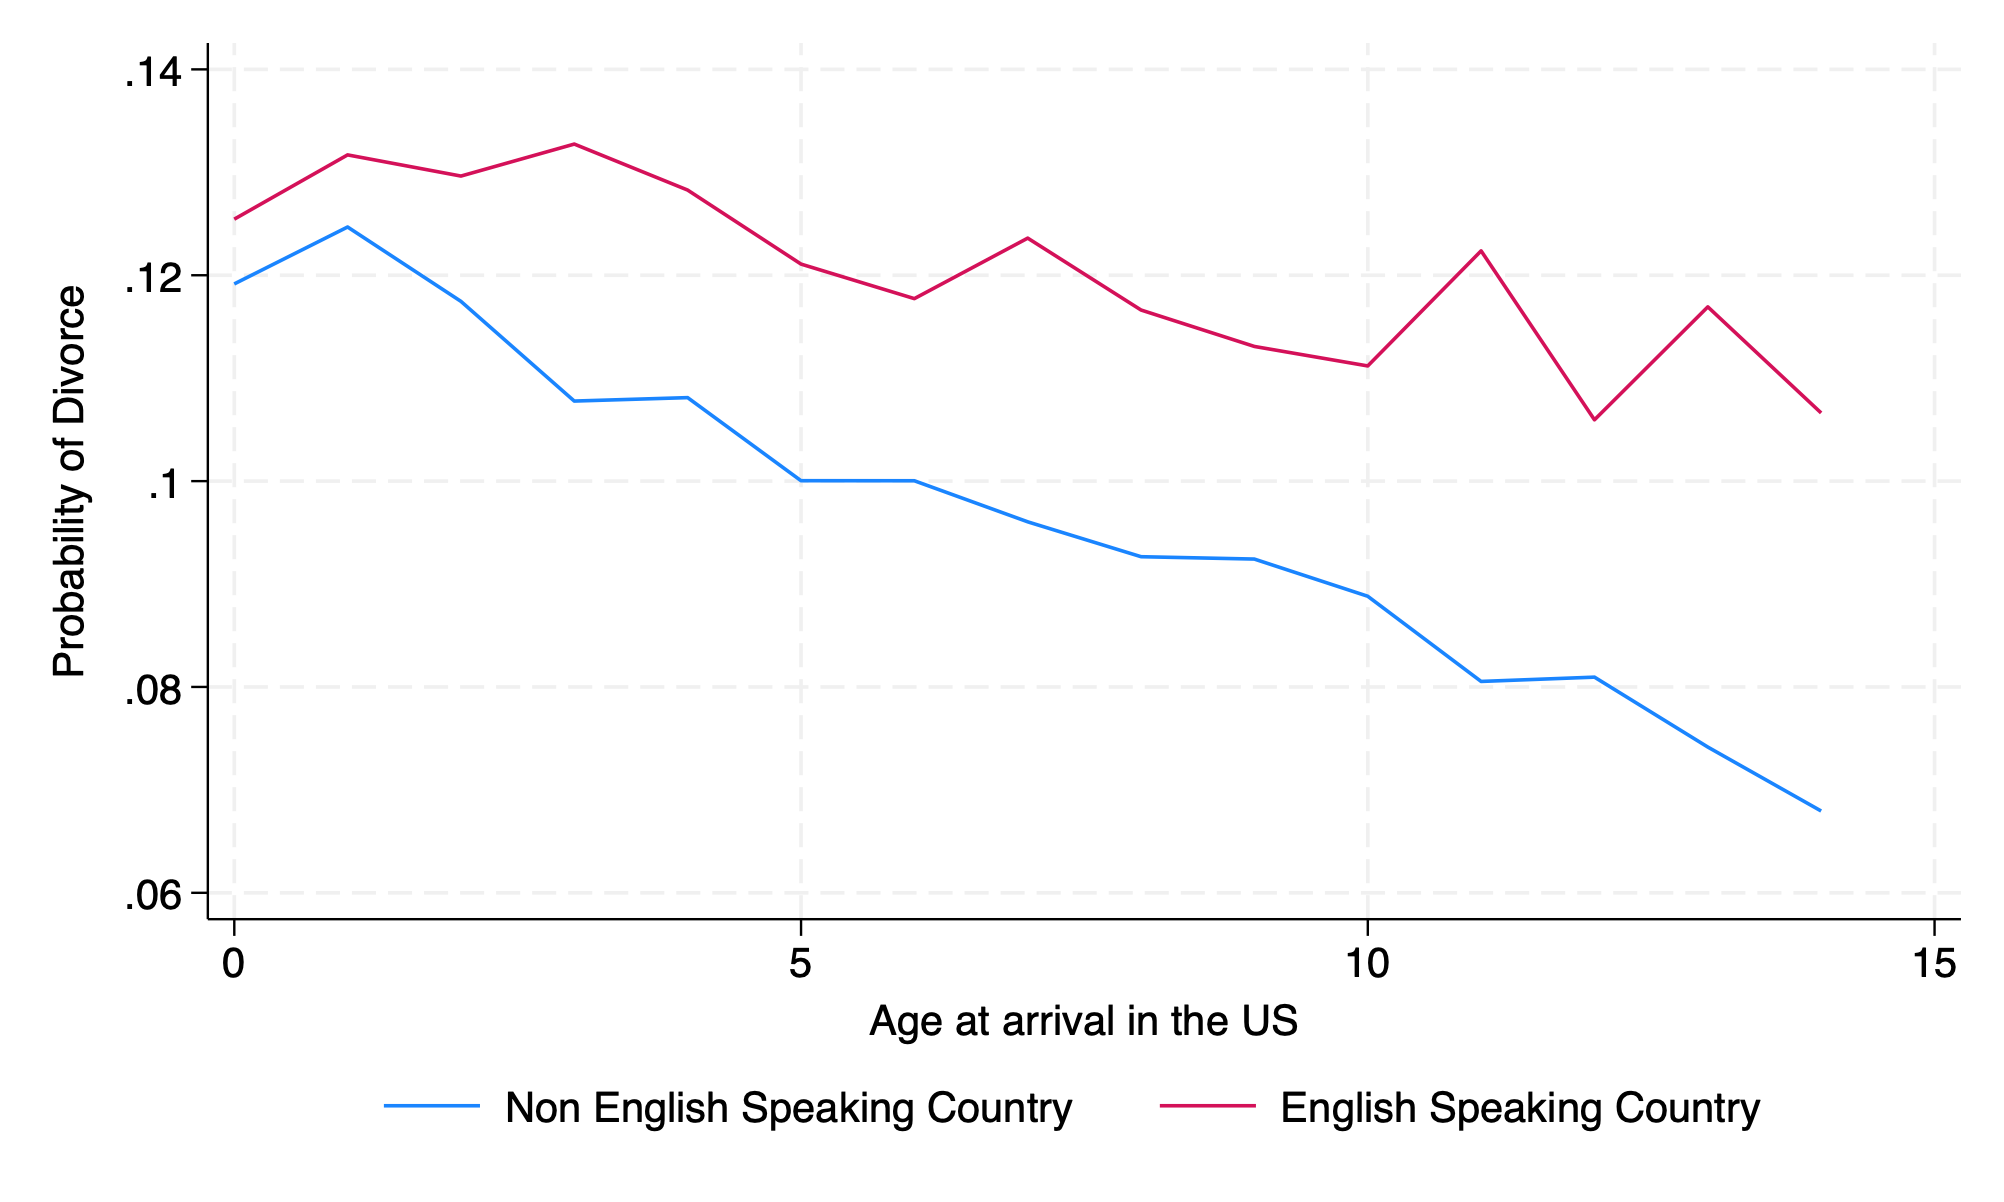 Probability of Divorce
.14
.12
.1
.08
.06
0 5 10 15
Age at arrival in the US
Non English Speaking Country English Speaking Country